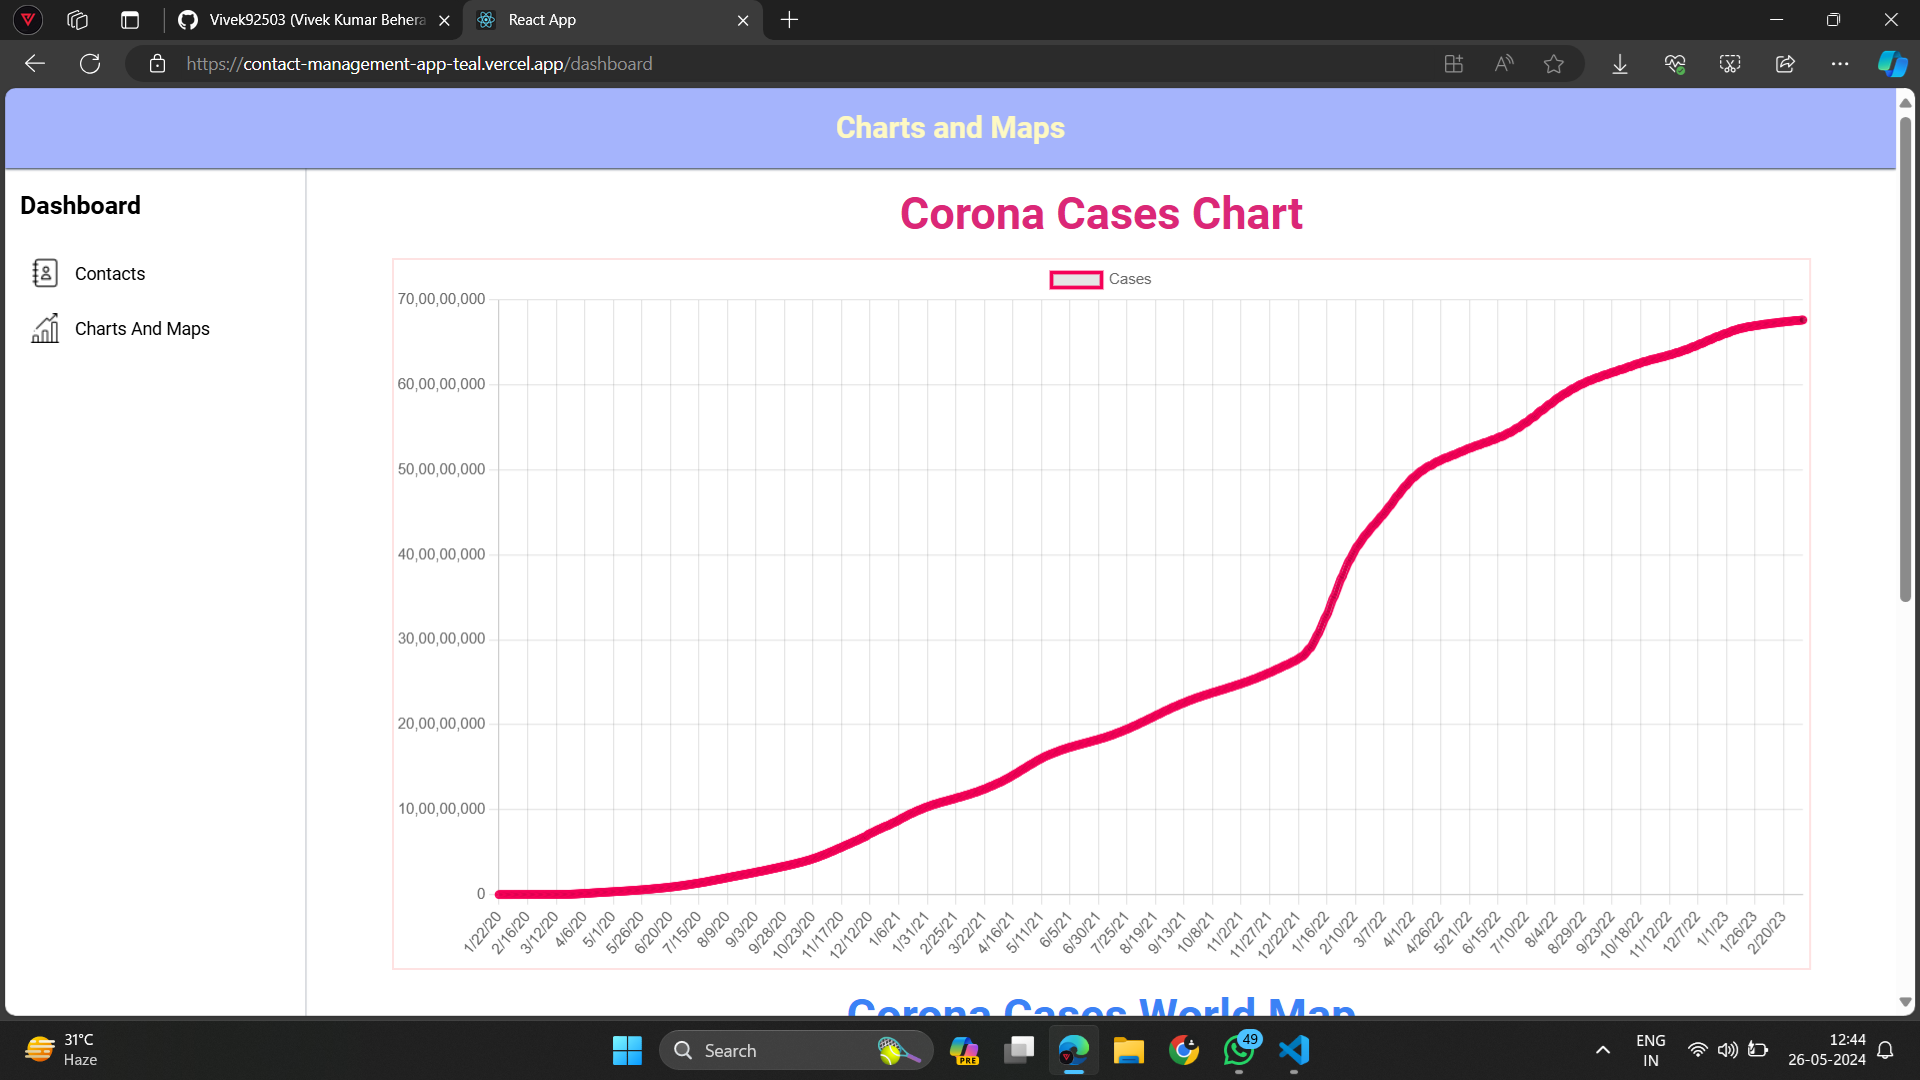 Vivek92503 (Vivek Kumar Behera
React App
https://contact-management-app-teal.vercel.app/dashboard
Charts and Maps
Dashboard
Contacts
Charts And Maps
Corona Cases Chart
Cases
70,00,00,000
60,00,00,000
50,00,00,000
40,00,00,000
30,00,00,000
20,00,00,000
10,00,00,000
0
1/22/20 2/16/20 3/12/20 4/6/20 5/1/20 5/26/20 6/20/20 7/15/20 8/9/20 9/3/20 9/28/20 10/23/20 11/17/20 12/12/20 1/6/21 1/31/21 2/25/21 3/22/21 4/16/21 5/11/21 6/5/21 6/30/21 7/25/21 8/19/21 9/13/21 10/8/21 11/2/21 11/27/21 12/22/21 1/16/22 2/10/22 3/7/22 4/1/22 4/26/22 5/21/22 6/15/22 7/10/22 8/4/22 8/29/22 9/23/22 10/18/22 11/12/22 12/7/22 1/1/23 1/26/23 2/20/23
Corona Cases World Map
31°C
Haze
Search
PRE
49
ENG
IN
12:44
26-05-2024